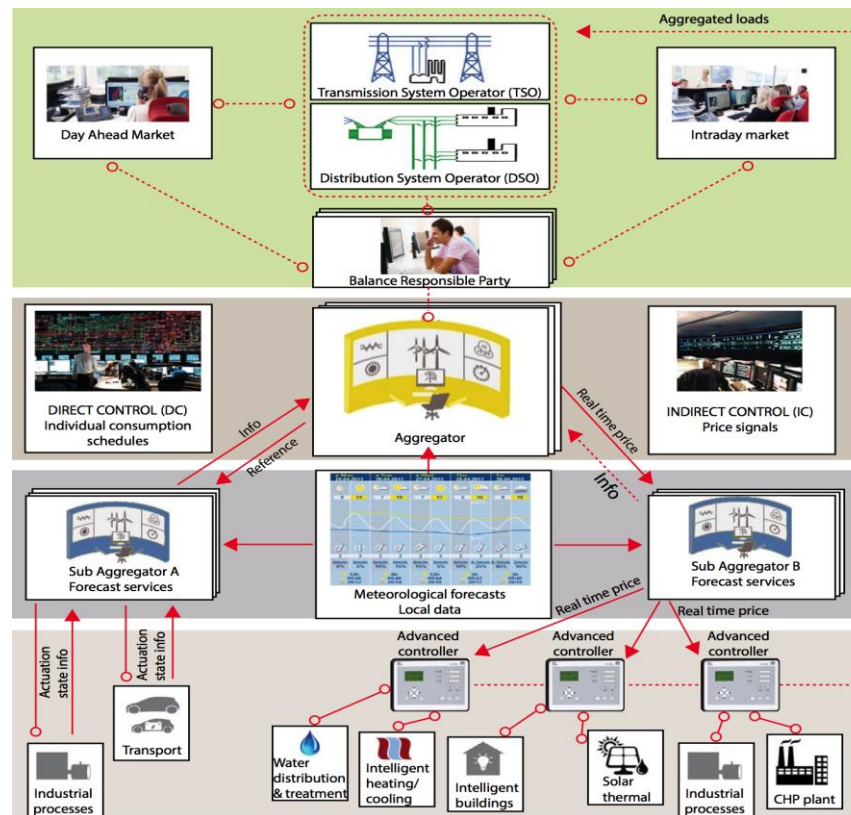 Aggregated loads
Transmission System Operator (TSO)
Day Ahead Market
Intraday market
Distribution System Operator (DSO)
Balance Responsible Party
DIRECT CONTROL (DC)
Individual consumption
schedules
Info
Reference
Aggregator
Real time price
Info
INDIRECT CONTROL (IC)
Price signals
Sub Aggregator A
Forecast services
Meteorological forecasts
Local data
Sub Aggregator B
Forecast services
Real time price
Real time price
Actuation
state info
Actuation
state info
Advanced
controller
Advanced
controller
Advanced
controller
Transport
Industrial
processes
Water
distribution
& treatment
Intelligent
heating/
cooling
Intelligent
buildings
Solar
thermal
Industrial
processes
CHP plant